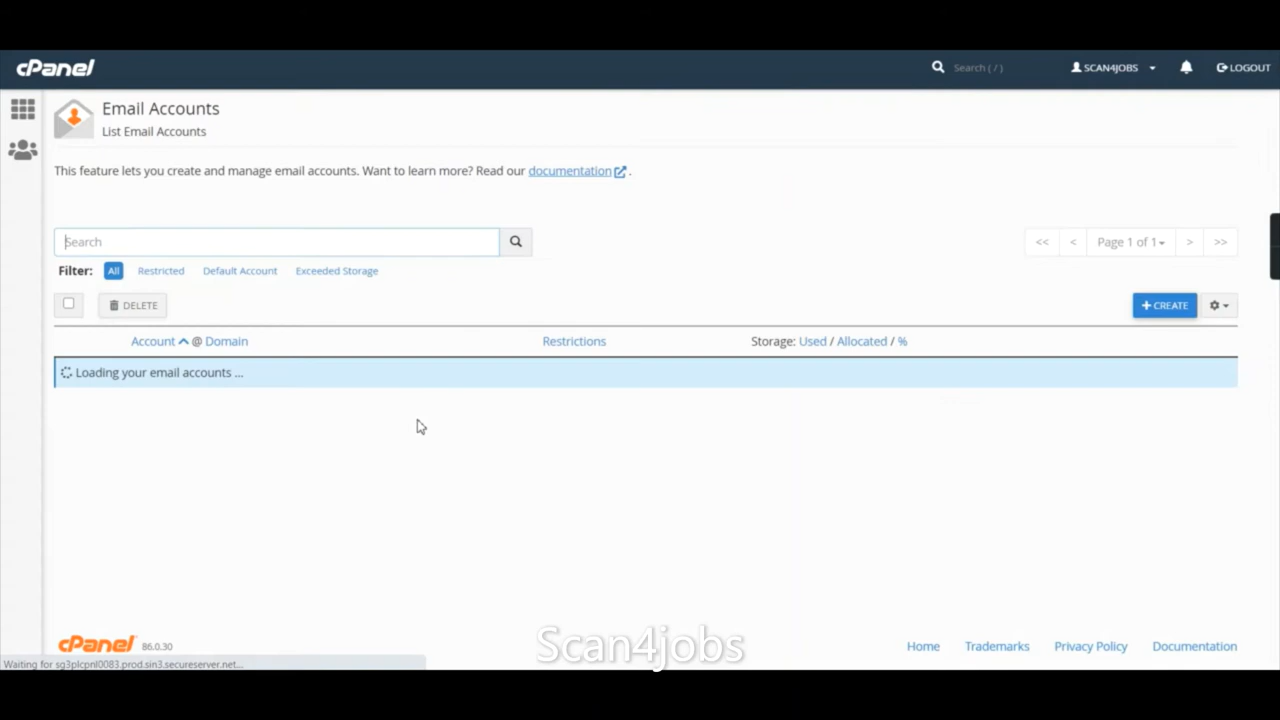 cPanel
Search ( / )
SCAN4JOBS
LOGOUT
Email Accounts
List Email Accounts
This feature lets you create and manage email accounts. Want to learn more? Read our documentation .
Search
<< < Page 1 of 1 > >>
Filter: All Restricted Default Account Exceeded Storage
DELETE
+ CREATE
Account @ Domain Restrictions Storage: Used / Allocated / %
Loading your email accounts ...
cPanel 86.0.30
Home Trademarks Privacy Policy Documentation
Scan4jobs
Waiting for sg3plcpnl0083.prod.sin3.secureserver.net...